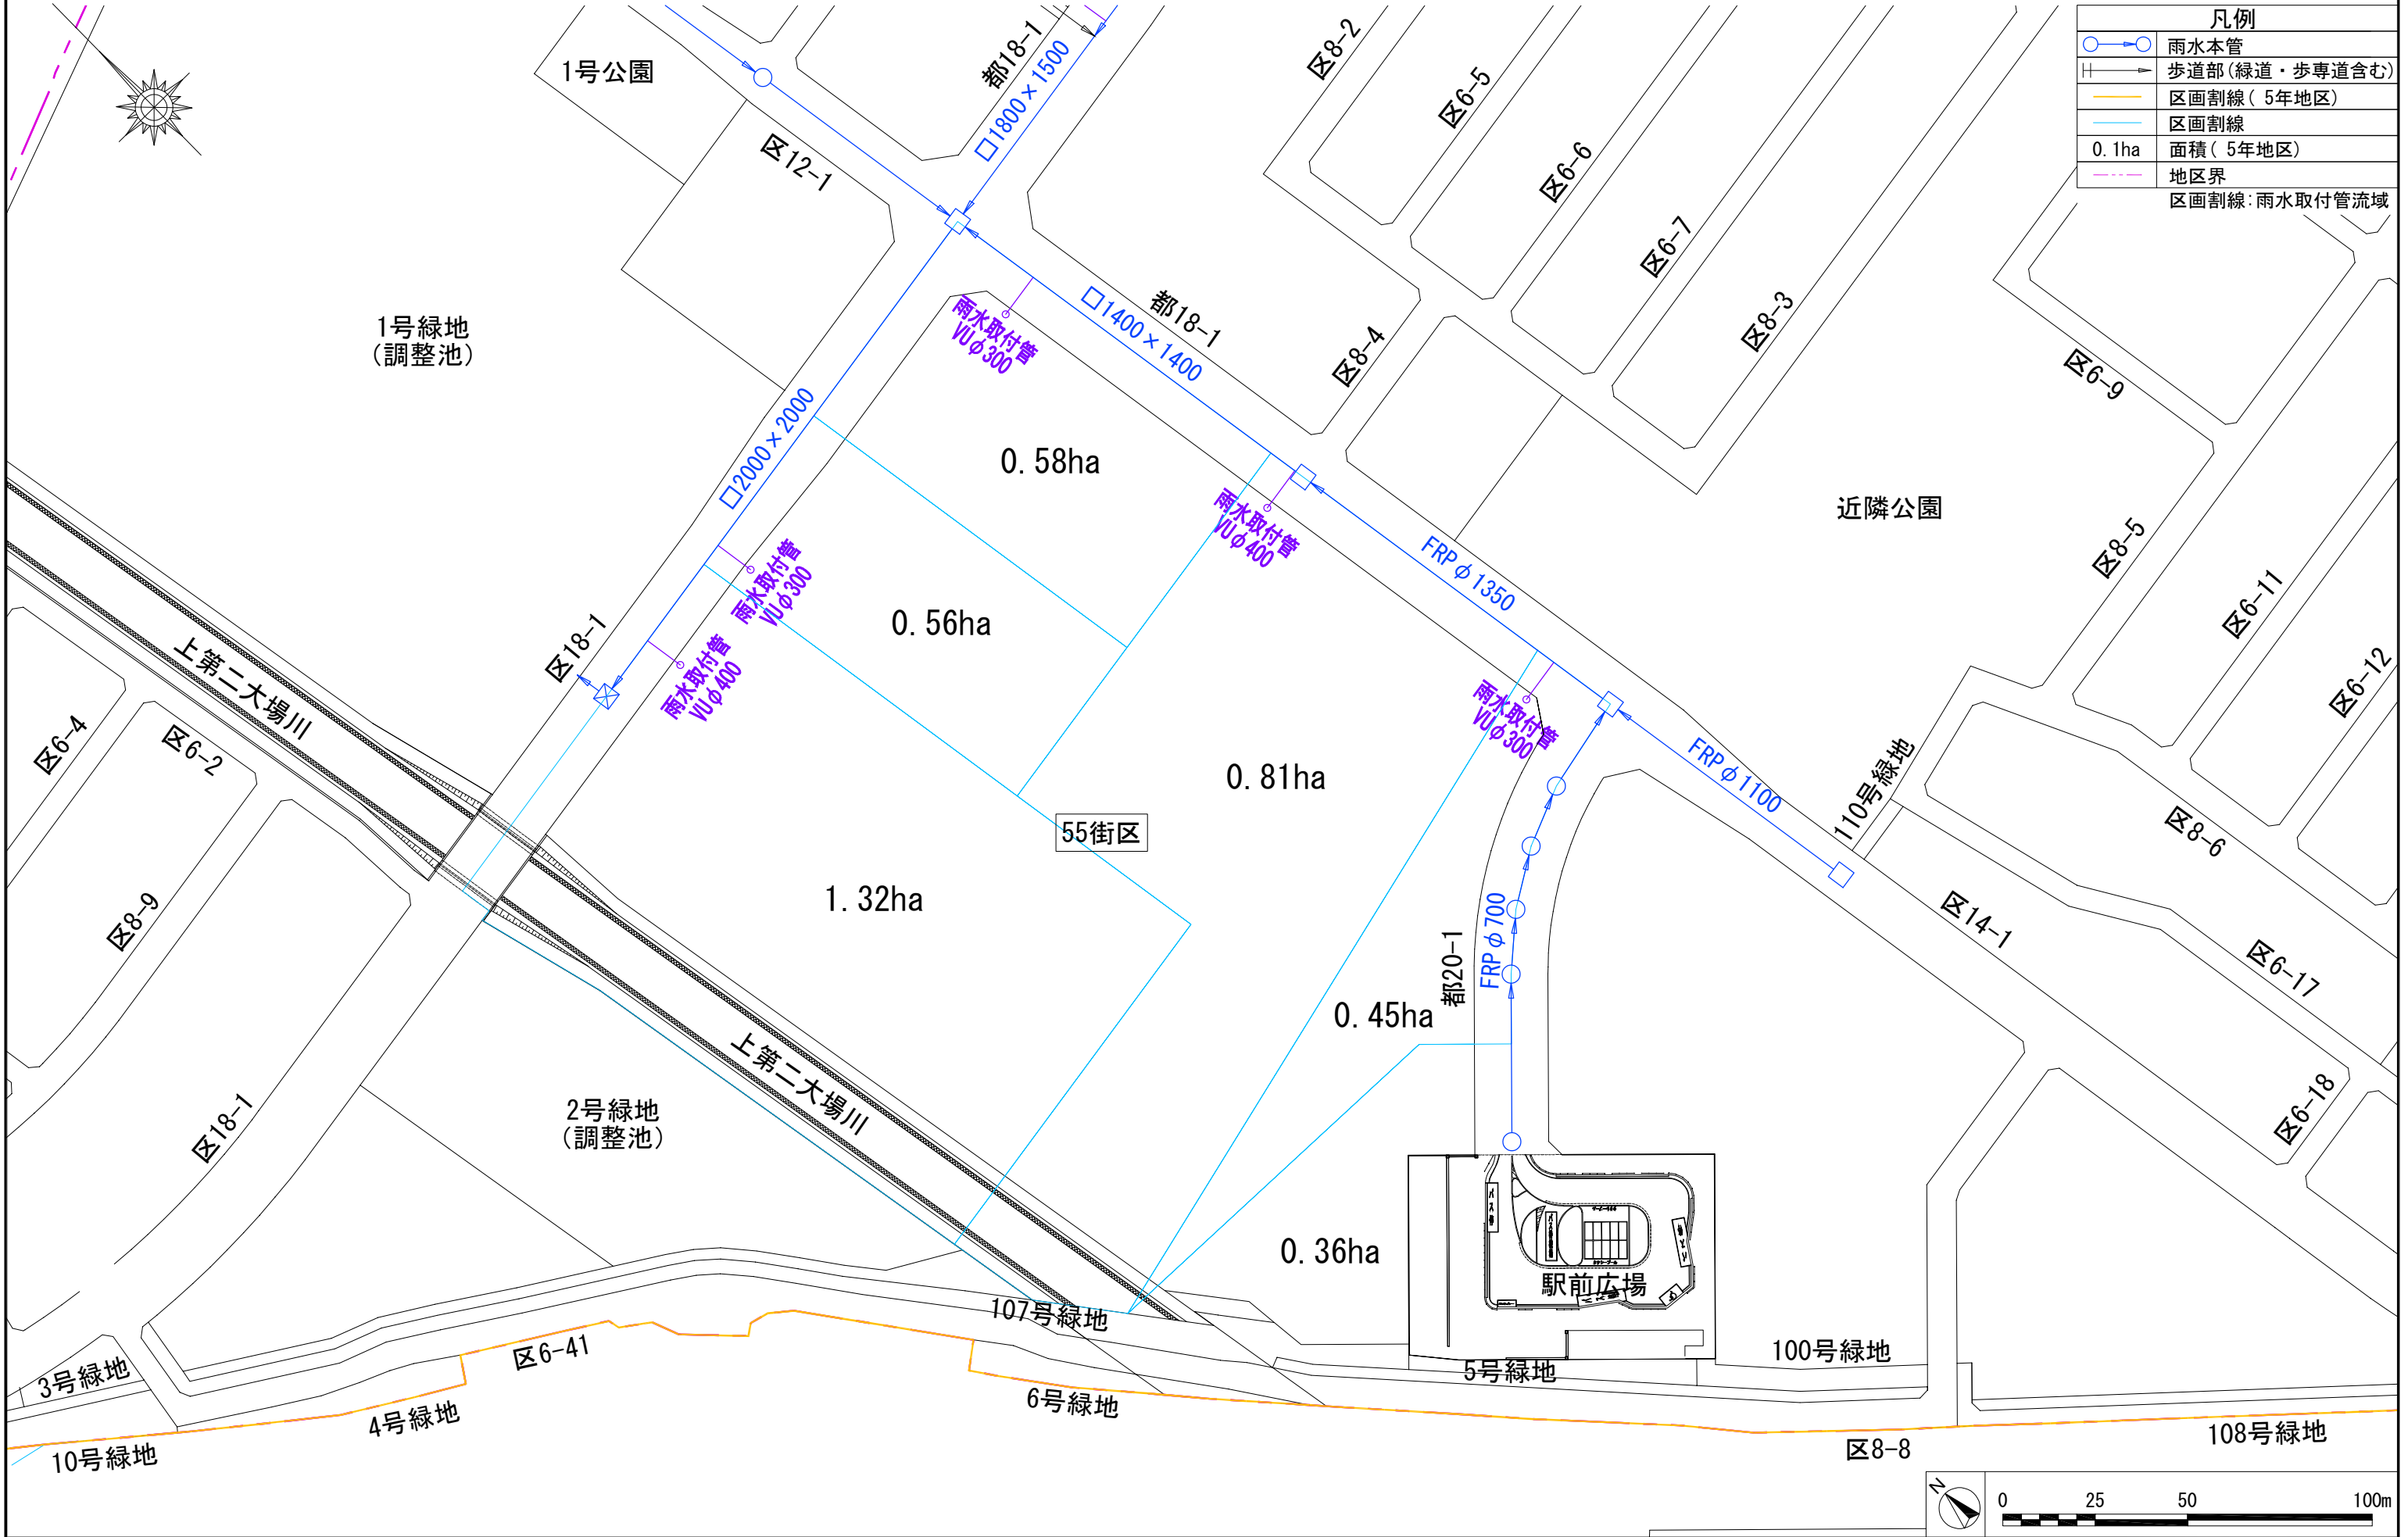 凡例
雨水本管
歩道部(緑道・歩専道含む)
区画割線( 5年地区)
区画割線
0.1ha 面積( 5年地区)
地区界
区画割線:雨水取付管流域
1号公園
都18-1
□1800×1500
区8-2
区6-5
区12-1
区6-6
区6-7
1号緑地
(調整池)
雨水取付管
VUφ300
□1400×1400
都18-1
区8-4
区8-3
区6-9
□2000×2000
0.58ha
雨水取付管
VUφ400
近隣公園
FRPφ1350
区8-5
雨水取付管
VUφ300
0.56ha
区6-11
区18-1
雨水取付管
VUφ400
上第二大場川
区6-4
区6-2
雨水取付管
VUφ300
区6-12
0.81ha
FRPφ1100
110号緑地
55街区
区8-6
1.32ha
区8-9
FRPφ700
都20-1
区14-1
区6-17
0.45ha
上第二大場川
2号緑地
(調整池)
区18-1
区6-18
0.36ha
駅前広場
107号緑地
区6-41
100号緑地
3号緑地
5号緑地
6号緑地
4号緑地
108号緑地
区8-8
10号緑地
N
0 25 50 100m